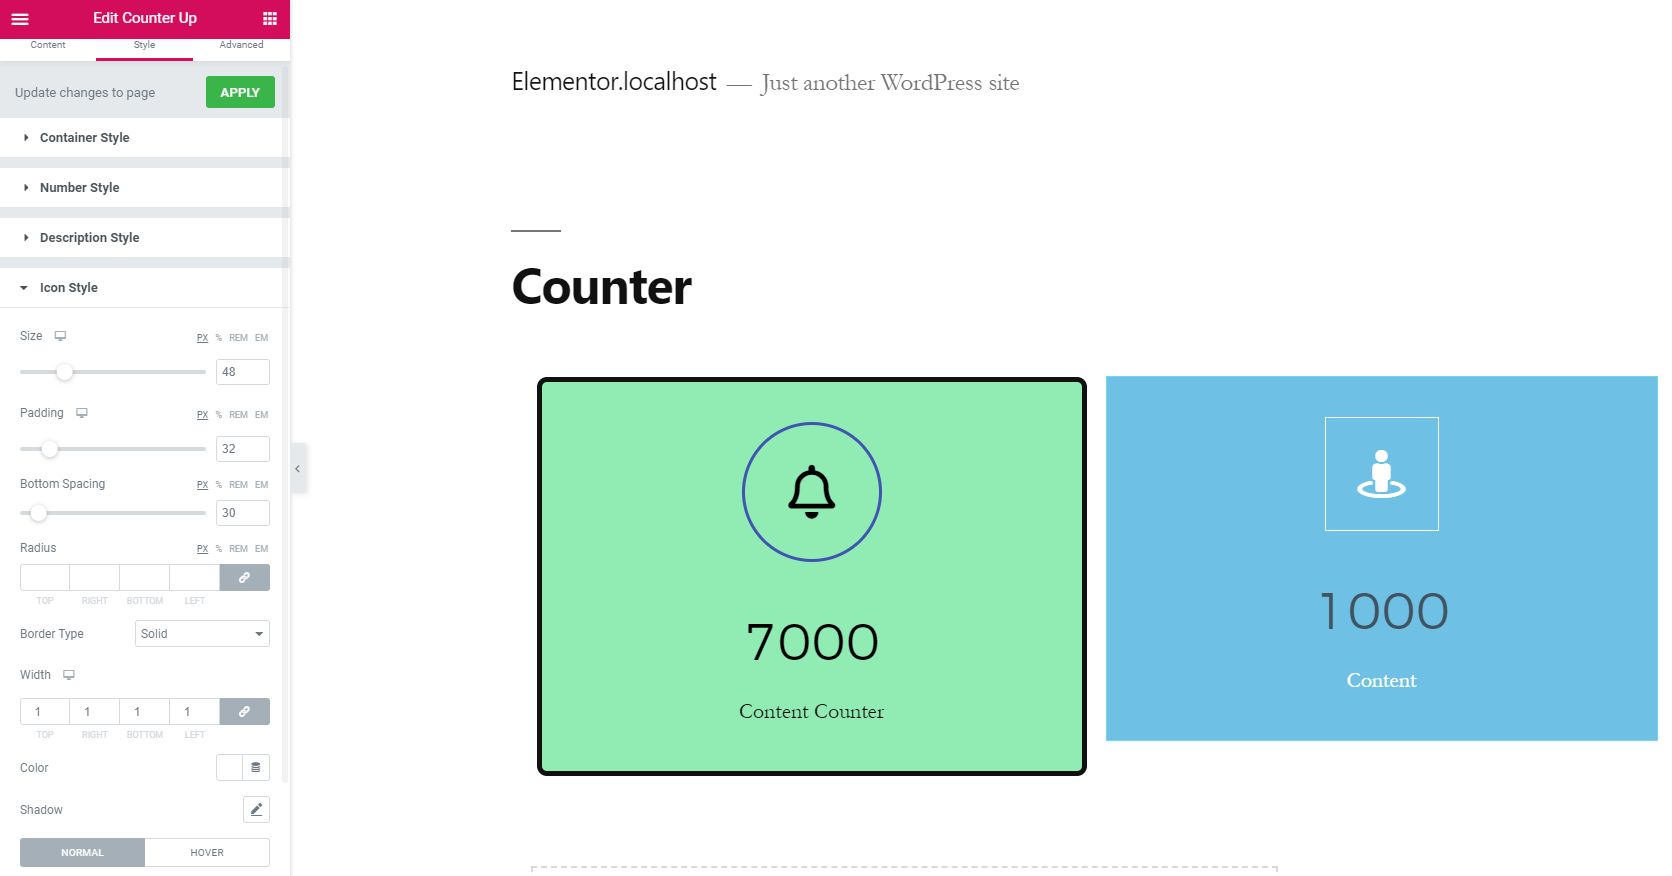 Edit Counter Up
Content Style Advanced
Update changes to page APPLY
Container Style
Number Style
Description Style
Icon Style
Size PX % REM EM
48
Padding PX % REM EM
32
Bottom Spacing PX % REM EM
30
Radius PX % REM EM
TOP RIGHT BOTTOM LEFT
Border Type Solid
Width
1 1 1 1
TOP RIGHT BOTTOM LEFT
Color
Shadow
NORMAL HOVER
Elementor.localhost — Just another WordPress site
Counter
7000
Content Counter
1000
Content